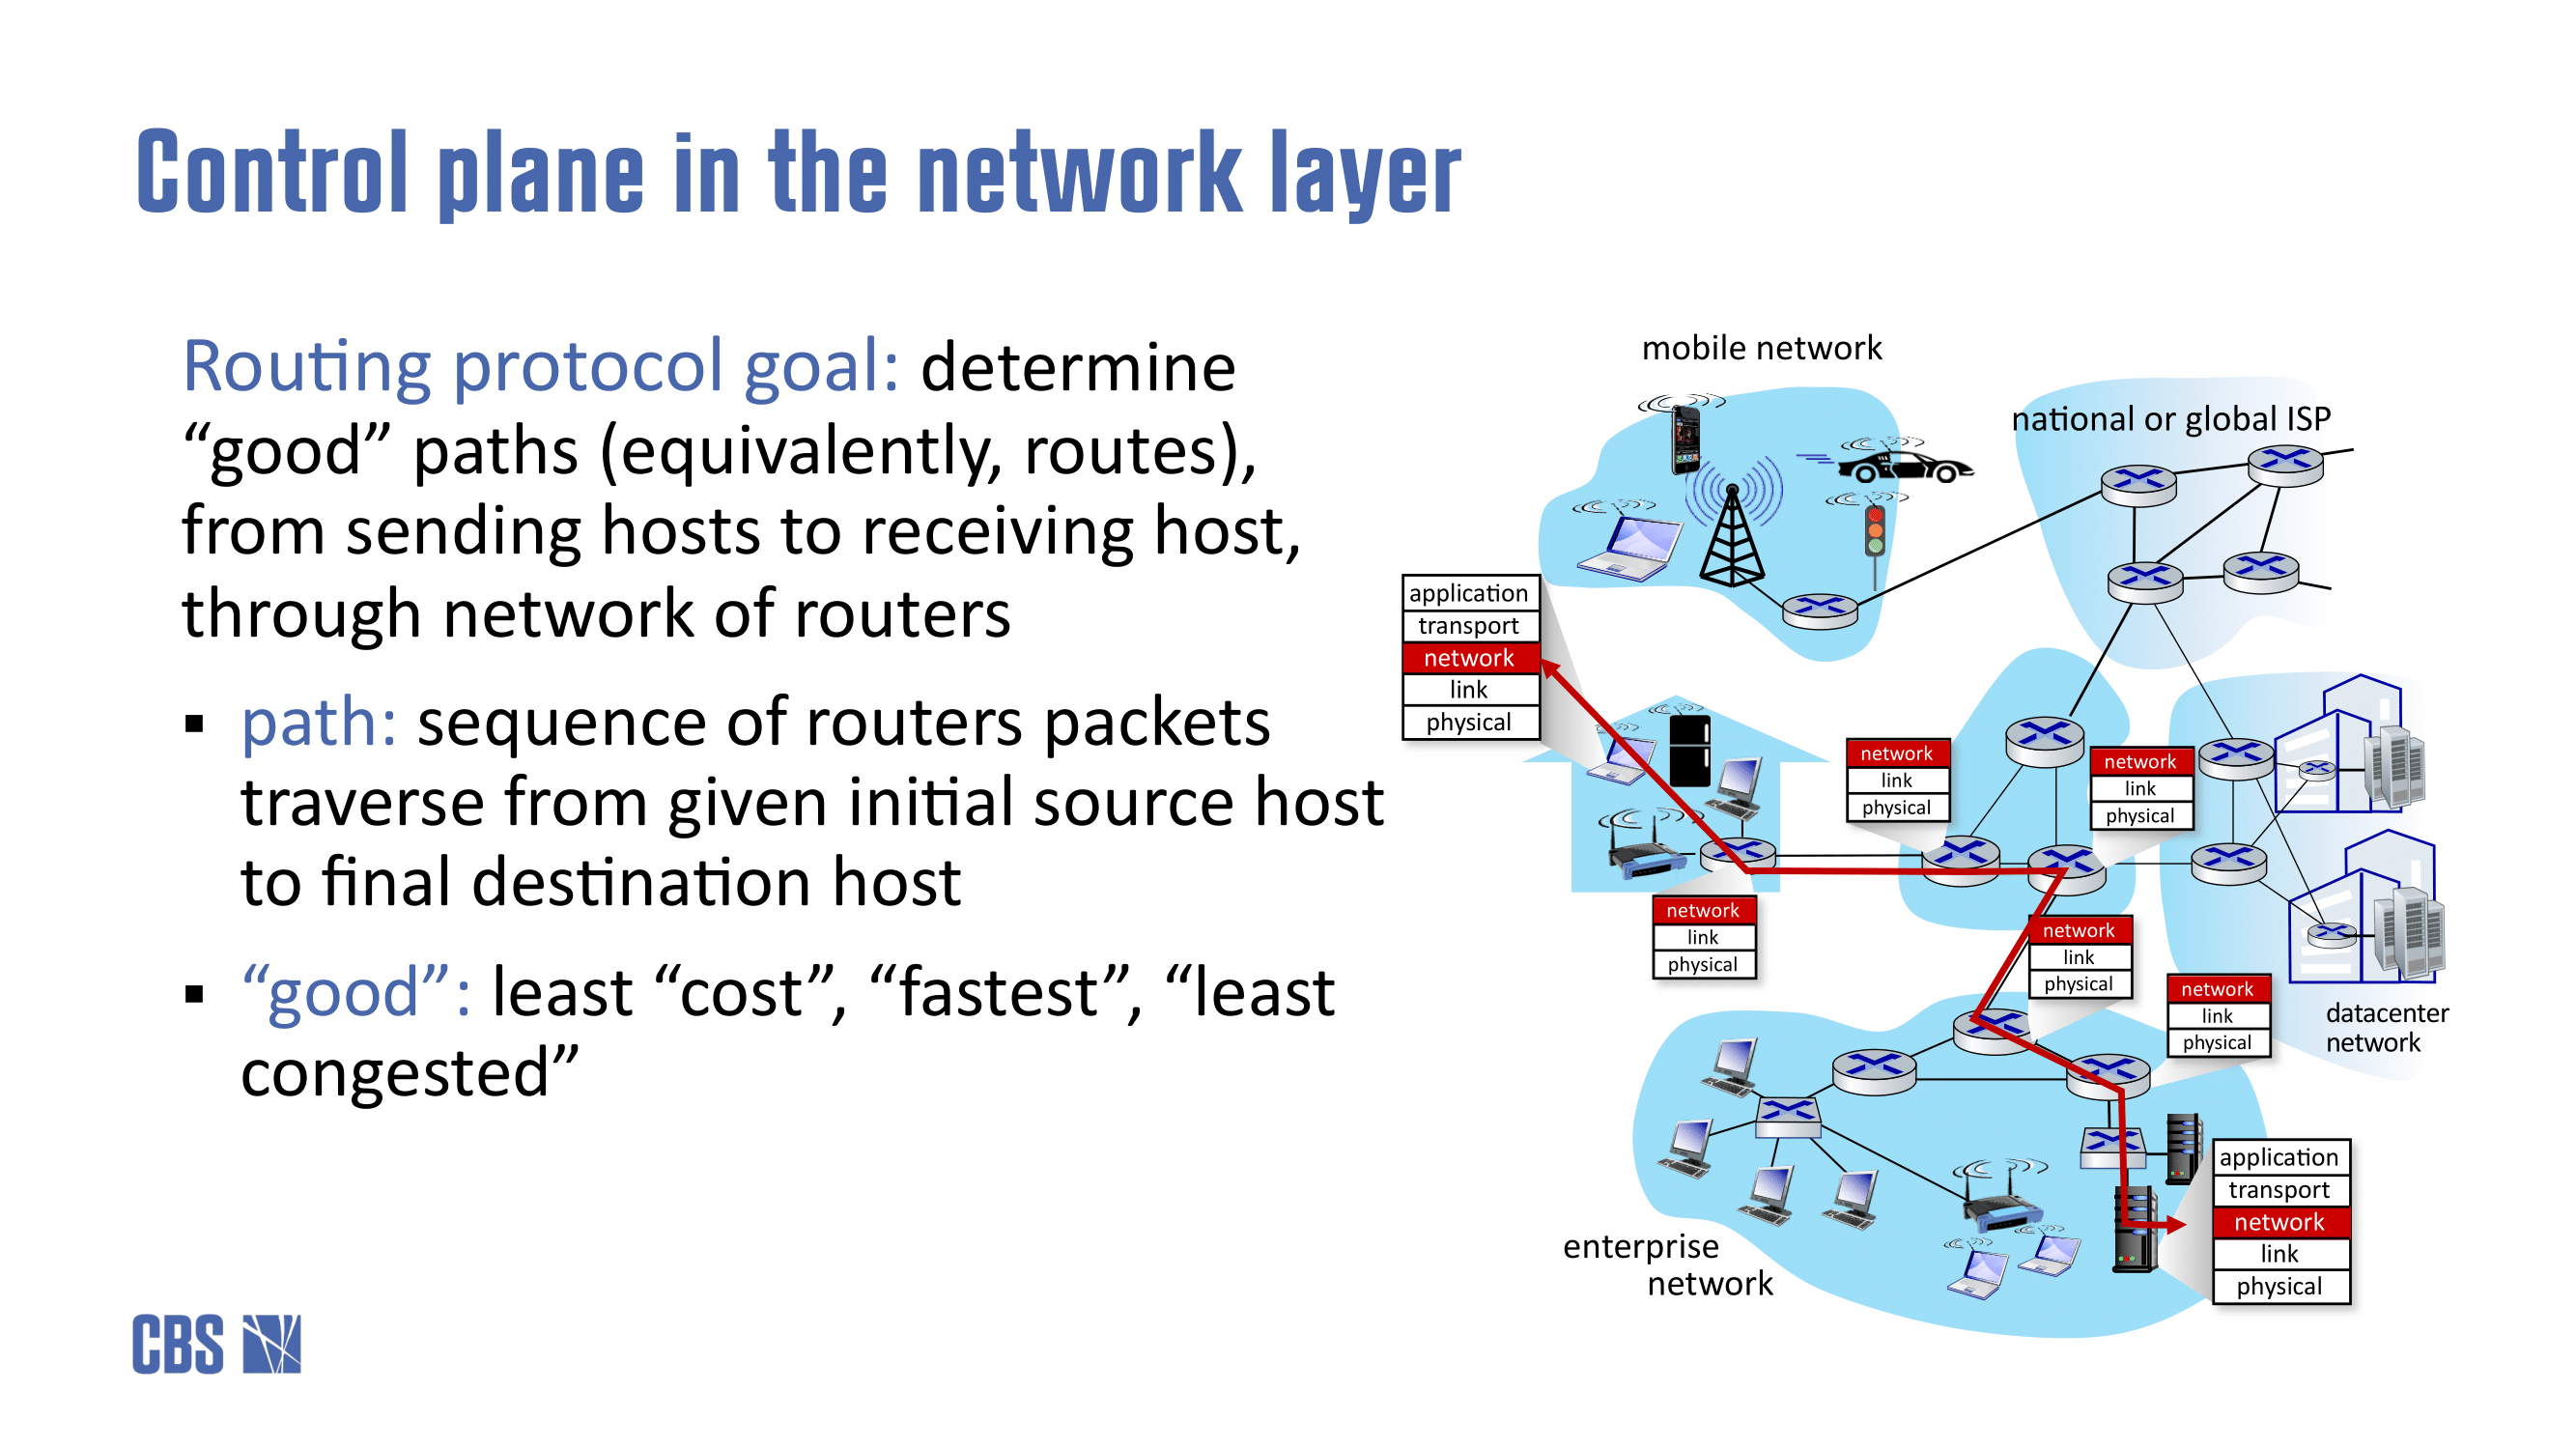 Control plane in the network layer
Routing protocol goal: determine
“good” paths (equivalently, routes),
from sending hosts to receiving host,
through network of routers
▪ path: sequence of routers packets
traverse from given initial source host
to final destination host
▪ “good”: least “cost”, “fastest”, “least
congested”
mobile network
national or global ISP
application
transport
network
link
physical
network
link
physical
network
link
physical
network
link
physical
network
link
physical
network
link
physical
datacenter
network
application
transport
network
link
physical
enterprise
network
CBS